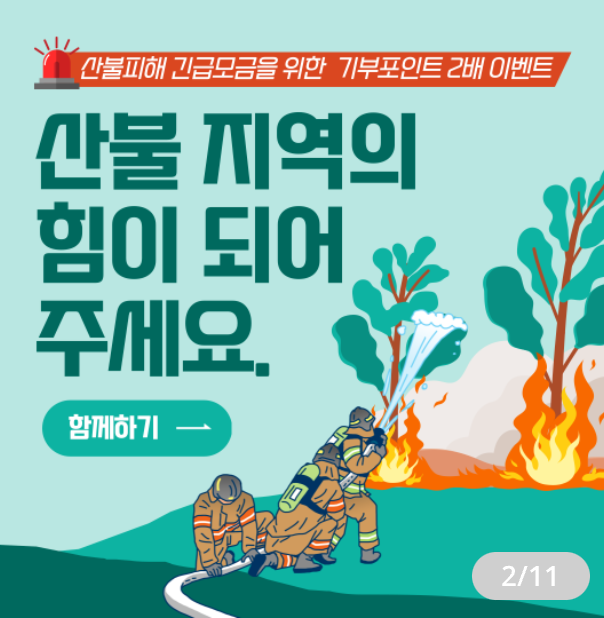 산불피해 긴급모금을 위한 기부포인트 2배 이벤트
산불 지역의
힘이 되어
주세요.
함께하기 →
2/11